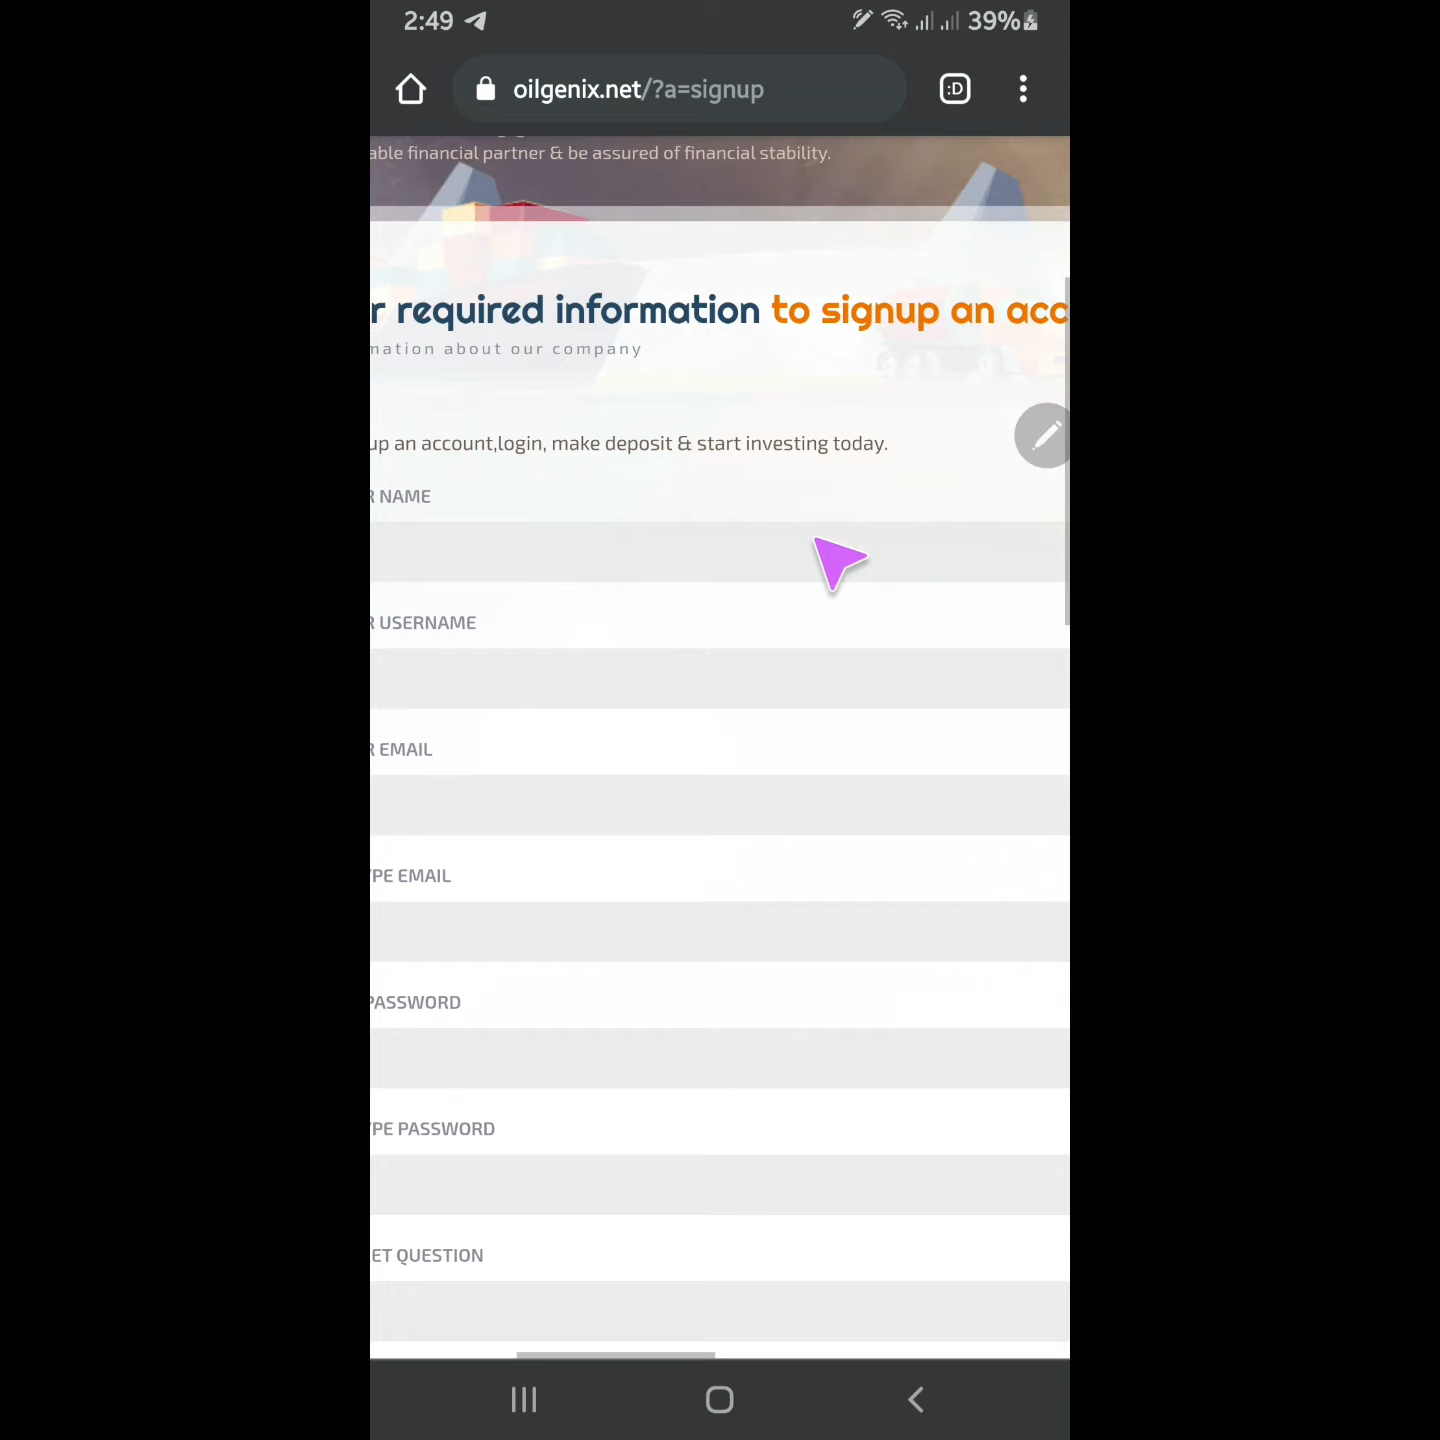 2:49
39%
oilgenix.net/?a=signup
:D
able financial partner & be assured of financial stability.
r required information to signup an acc
mation about our company
up an account,login, make deposit & start investing today.
R NAME
R USERNAME
R EMAIL
YPE EMAIL
PASSWORD
YPE PASSWORD
ET QUESTION